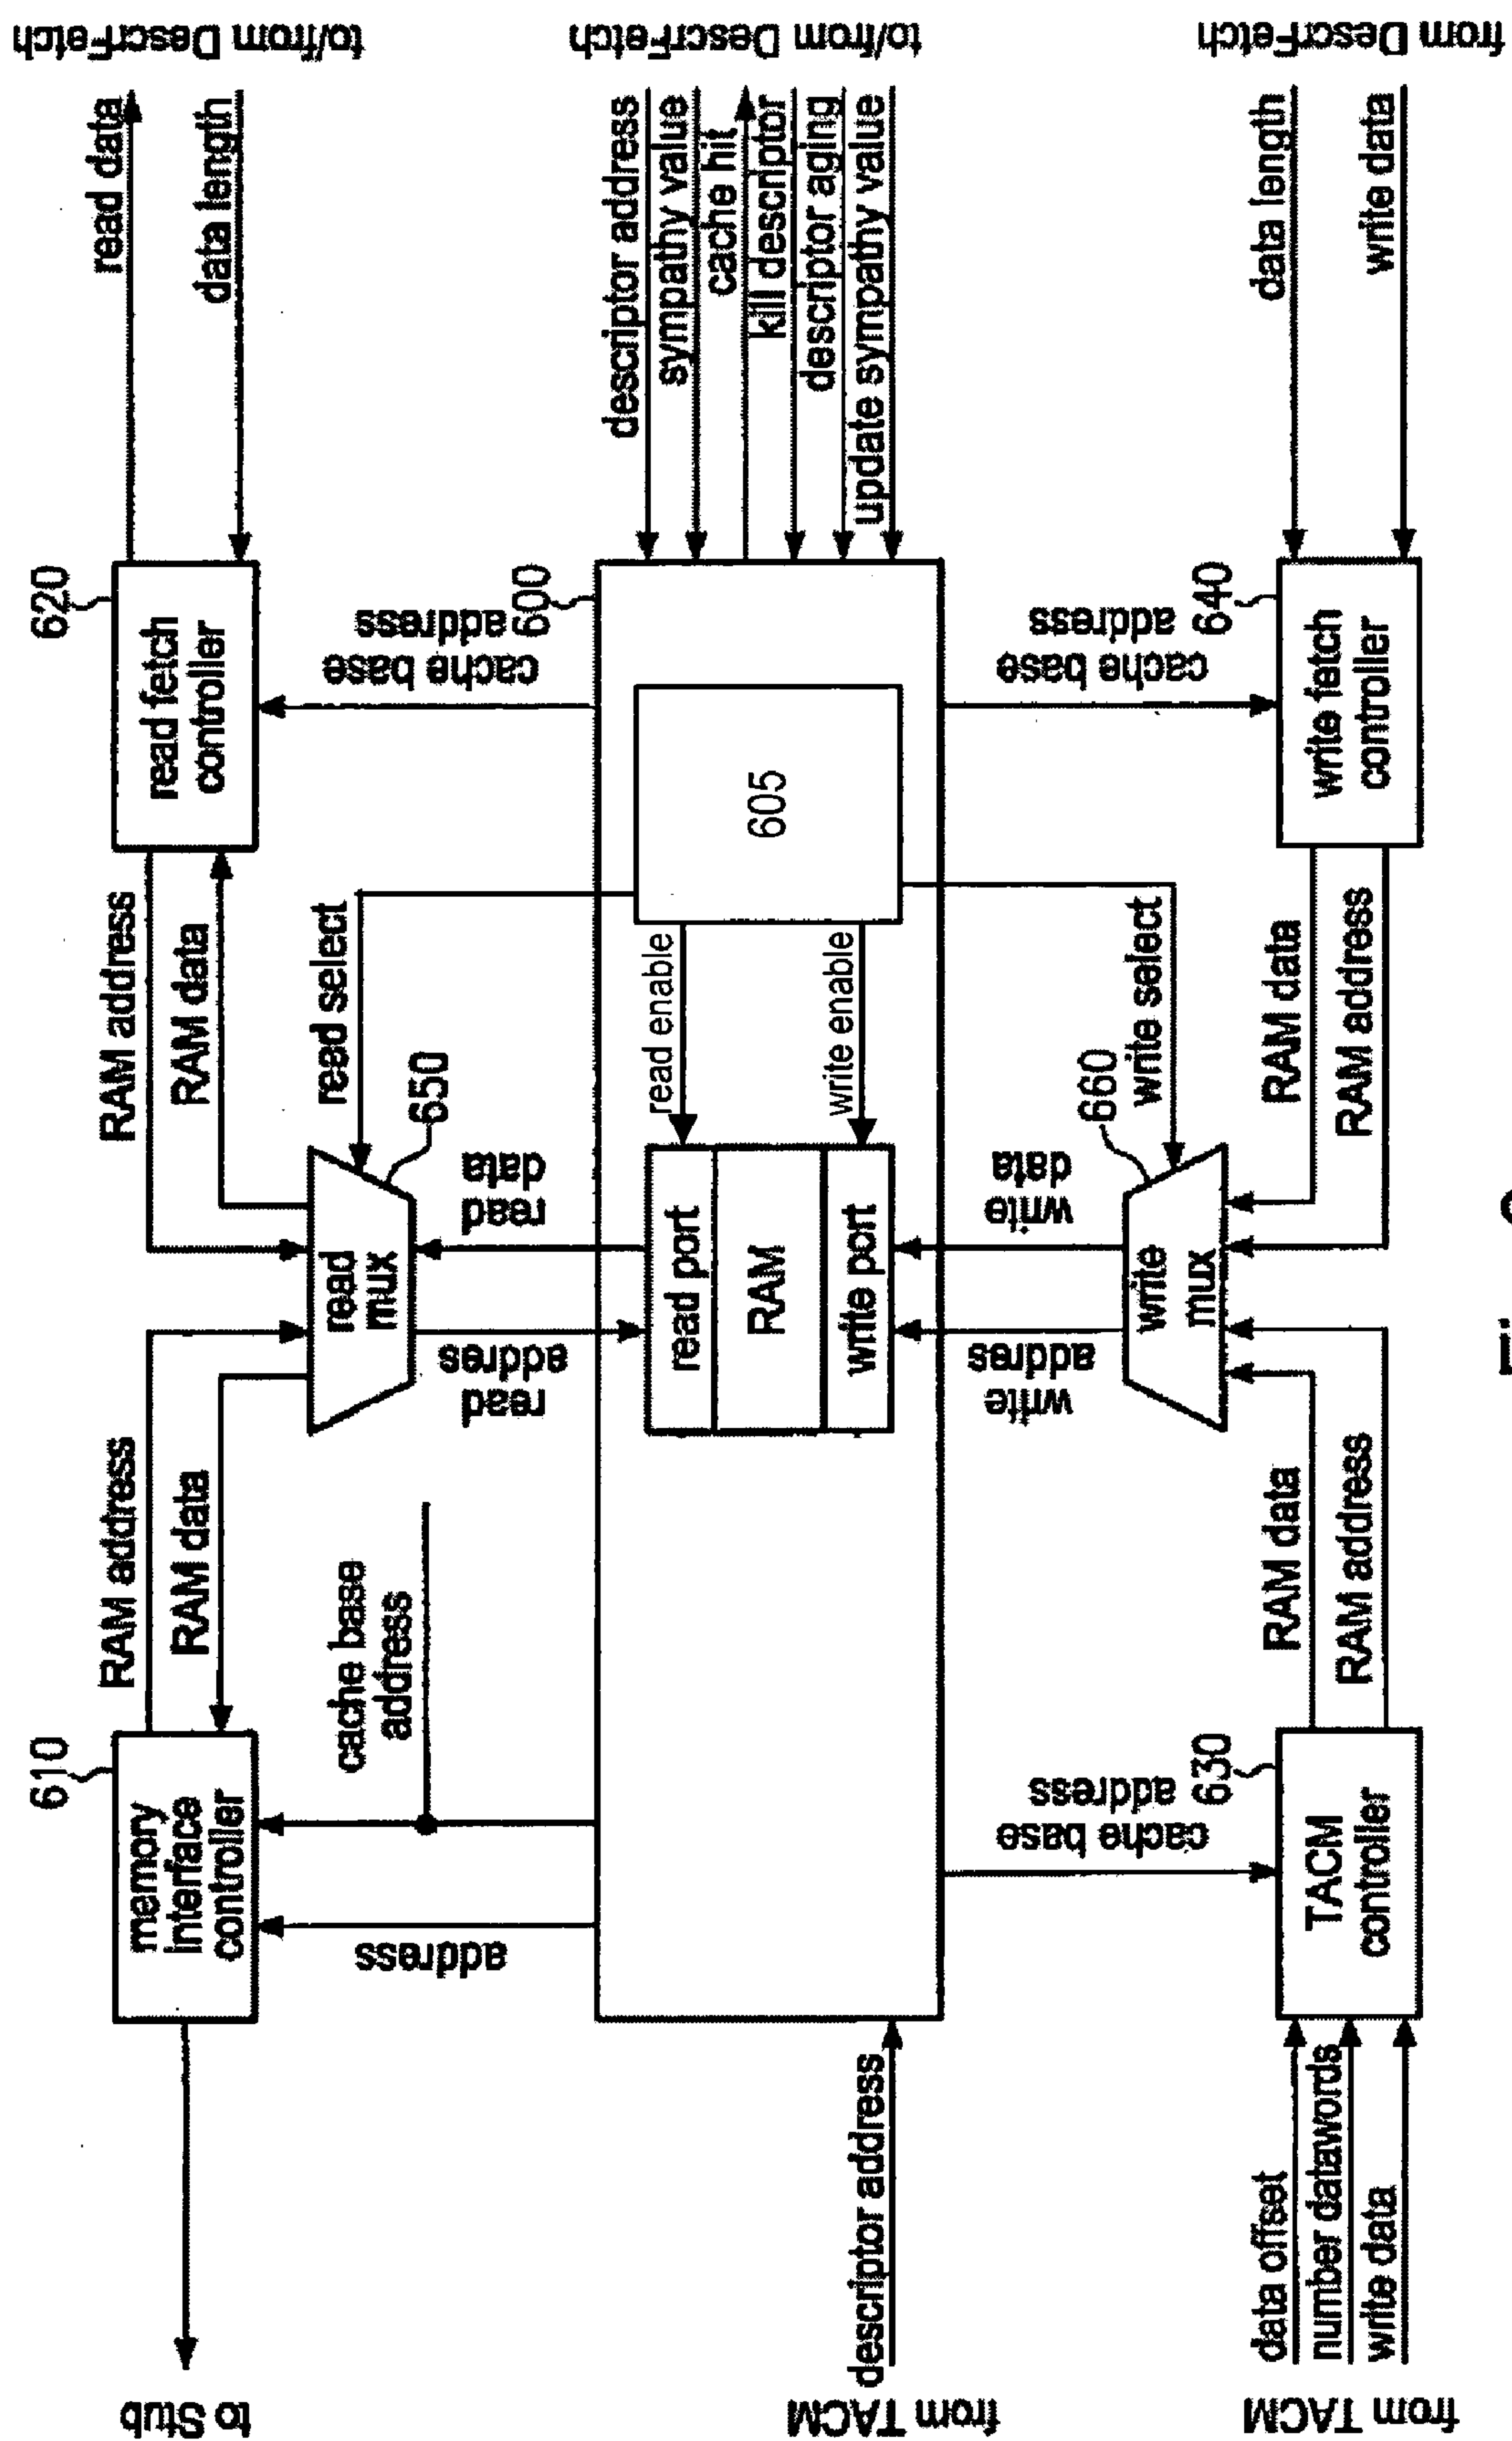 to/from DescrFetch
to/from DescrFetch
from DescrFetch
read data
data length
descriptor address
sympathy value
cache hit
kill descriptor
descriptor aging
update sympathy value
data length
write data
620
read fetch
controller
cache base
address
600
605
cache base
address
640
write fetch
controller
RAM address
RAM data
read select
read enable
write enable
write select
RAM data
RAM address
650
read
mux
read
data
read
addres
read port
RAM
write port
write
data
write
addres
660
write
mux
RAM address
RAM data
cache base
address
RAM data
RAM address
610
memory
interface
controller
address
cache base
address
630
TACM
controller
descriptor address
data offset
number datawords
write data
to Stub
from TACM
from TACM